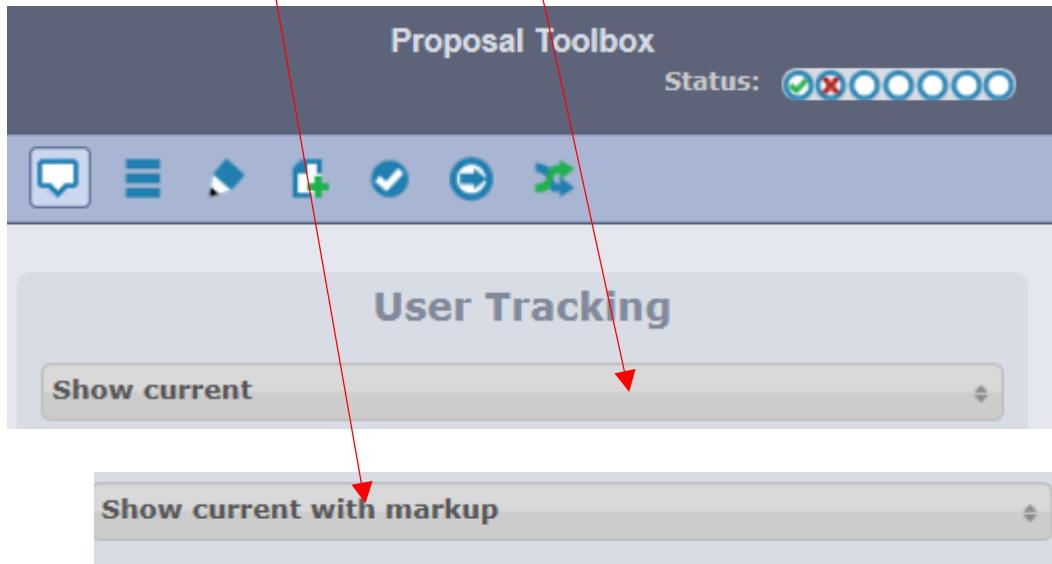 Proposal Toolbox
Status:
User Tracking
Show current
Show current with markup